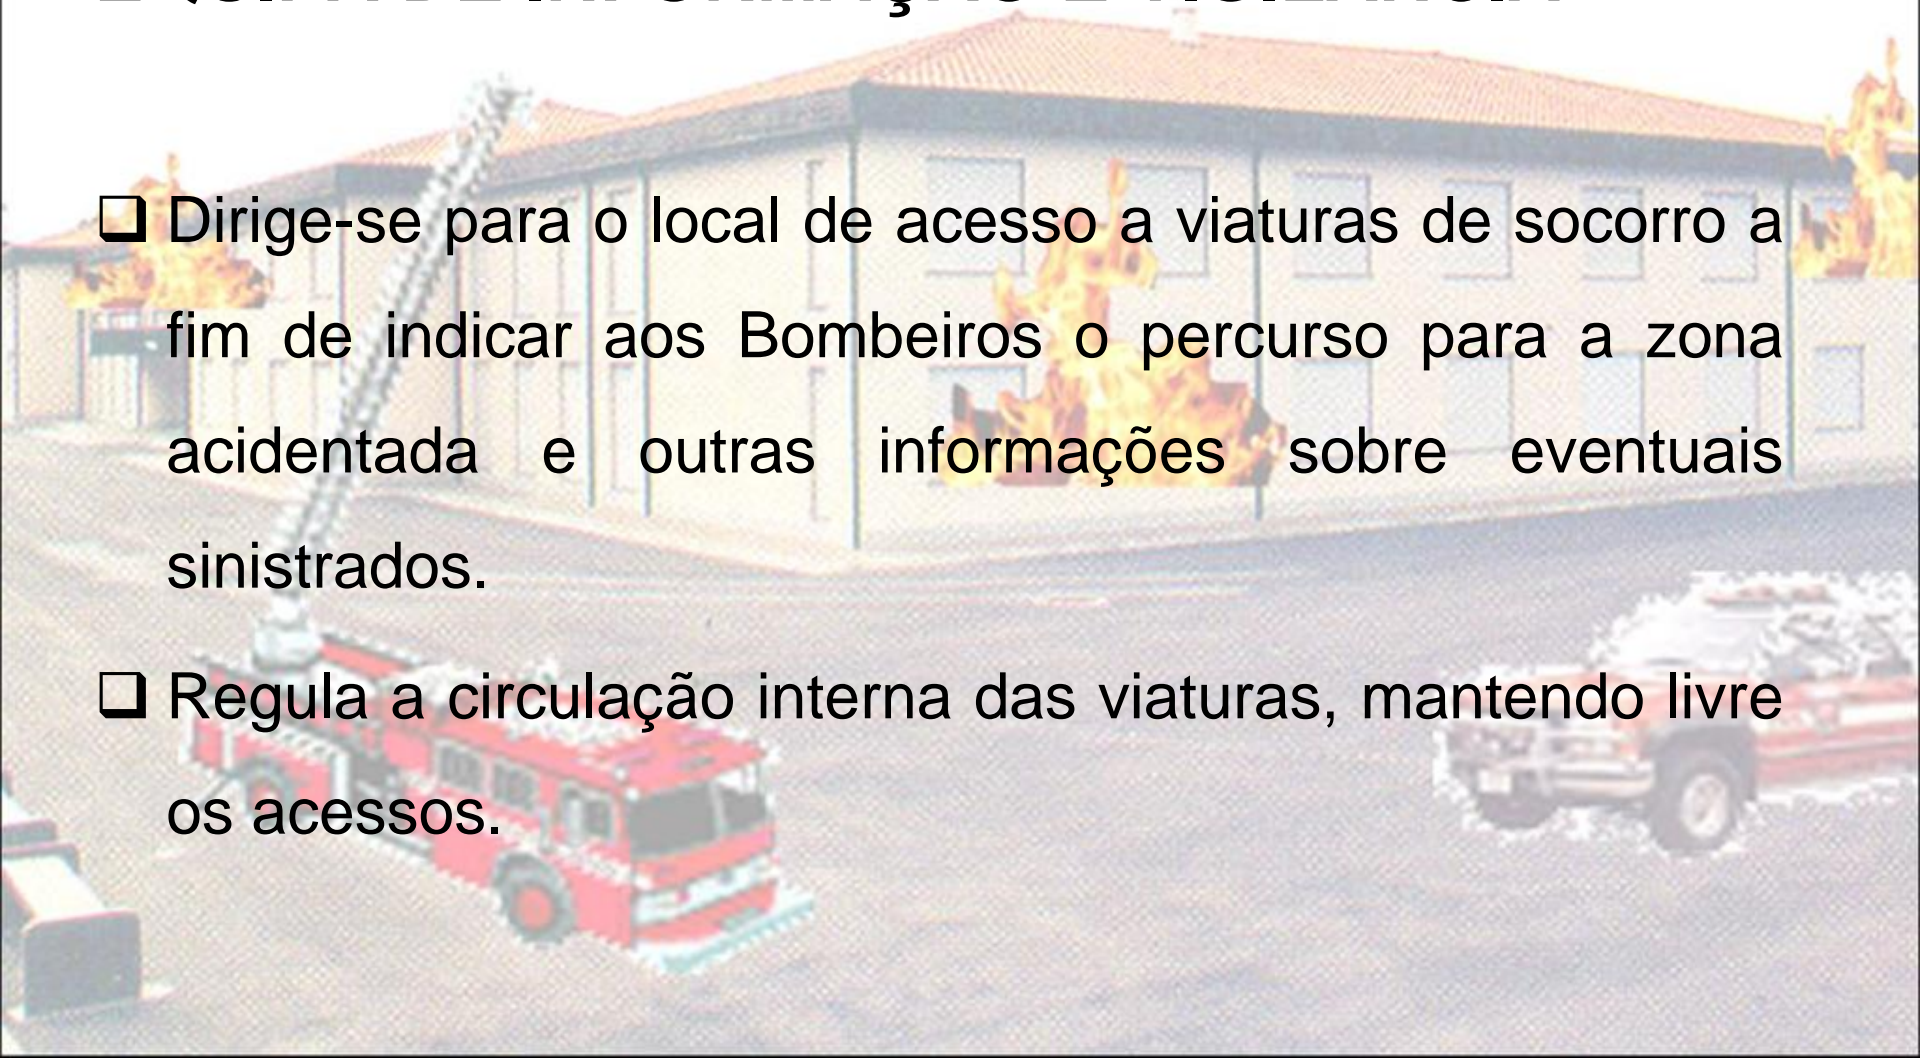 ❑ Dirige-se para o local de acesso a viaturas de socorro a
fim de indicar aos Bombeiros o percurso para a zona
acidentada e outras informações sobre eventuais
sinistrados.
❑ Regula a circulação interna das viaturas, mantendo livre
os acessos.